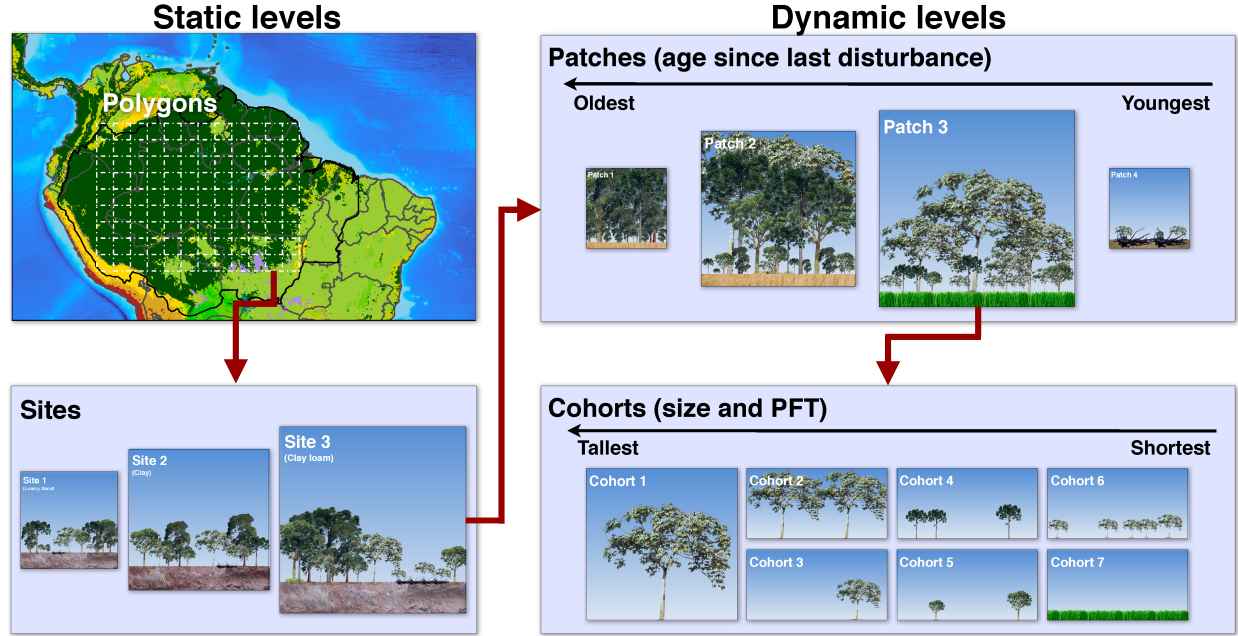 Static levels
Polygons
Sites
Site 1
(Loamy Sand)
Site 2
(Clay)
Site 3
(Clay loam)
Dynamic levels
Patches (age since last disturbance)
Oldest
Youngest
Patch 1
Patch 2
Patch 3
Patch 4
Cohorts (size and PFT)
Tallest
Shortest
Cohort 1
Cohort 2
Cohort 3
Cohort 4
Cohort 5
Cohort 6
Cohort 7